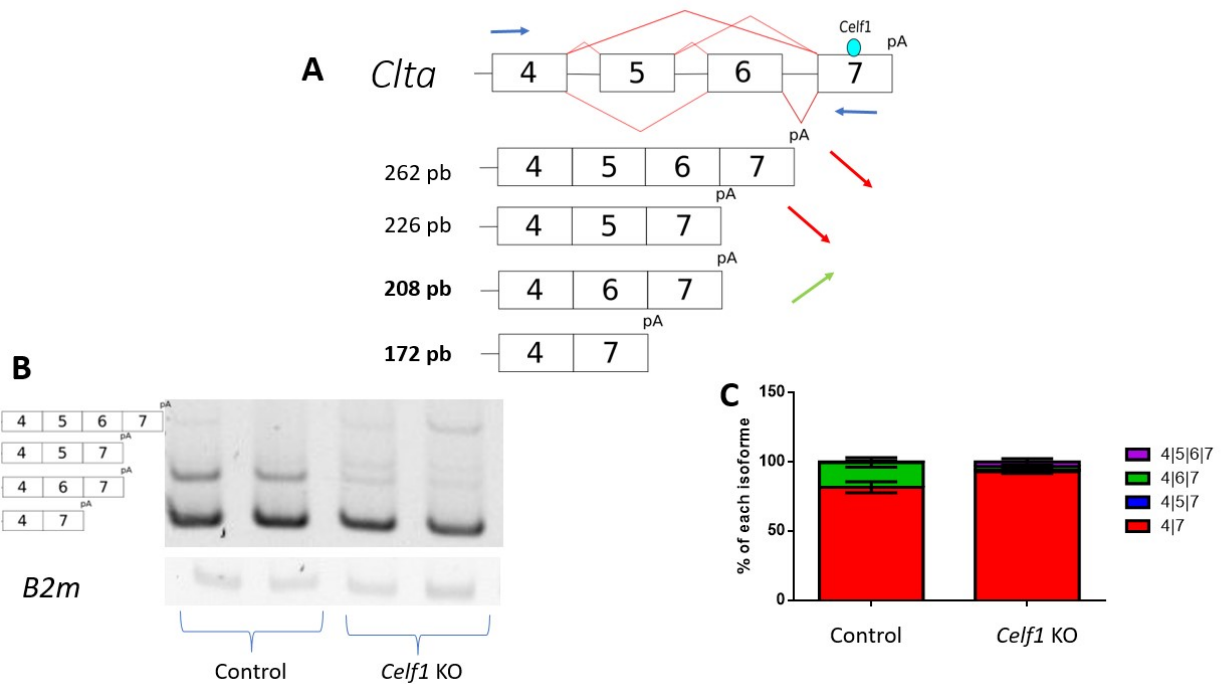 A
Clta
4
5
6
7
Celf1
pA
pA
262 pb
4 5 6 7
pA
226 pb
4 5 7
pA
208 pb
4 6 7
pA
172 pb
4 7
B
pA
4 5 6 7
pA
4 5 7
pA
4 6 7
pA
4 7
B2m
Control
Celf1 KO
C
% of each isoforme
150
100
50
0
Control
Celf1 KO
4|5|6|7
4|6|7
4|5|7
4|7